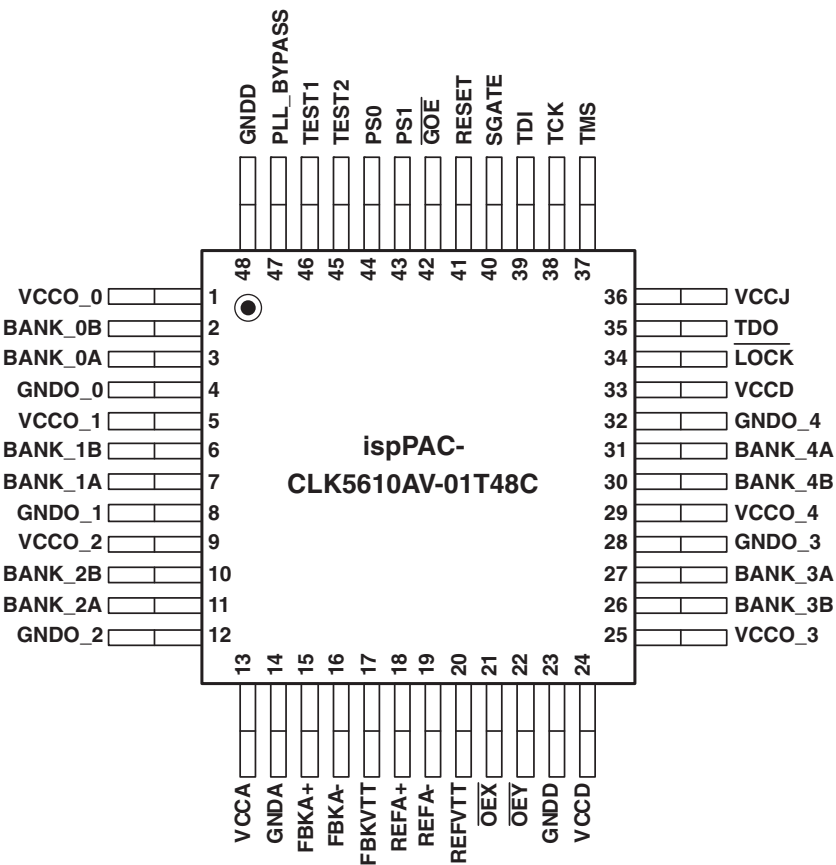 GNDD
PLL_BYPASS
TEST1
TEST2
PS0
PS1
GOE
RESET
SGATE
TDI
TCK
TMS
48
47
46
45
44
43
42
41
40
39
38
37
VCCO_0 1
BANK_0B 2
BANK_0A 3
GNDO_0 4
VCCO_1 5
BANK_1B 6
BANK_1A 7
GNDO_1 8
VCCO_2 9
BANK_2B 10
BANK_2A 11
GNDO_2 12
ispPAC-
CLK5610AV-01T48C
36 VCCJ
35 TDO
34 LOCK
33 VCCD
32 GNDO_4
31 BANK_4A
30 BANK_4B
29 VCCO_4
28 GNDO_3
27 BANK_3A
26 BANK_3B
25 VCCO_3
13
14
15
16
17
18
19
20
21
22
23
24
VCCA
GNDA
FBKA+
FBKA-
FBKVTT
REFA+
REFA-
REFVTT
OEX
OEY
GNDD
VCCD